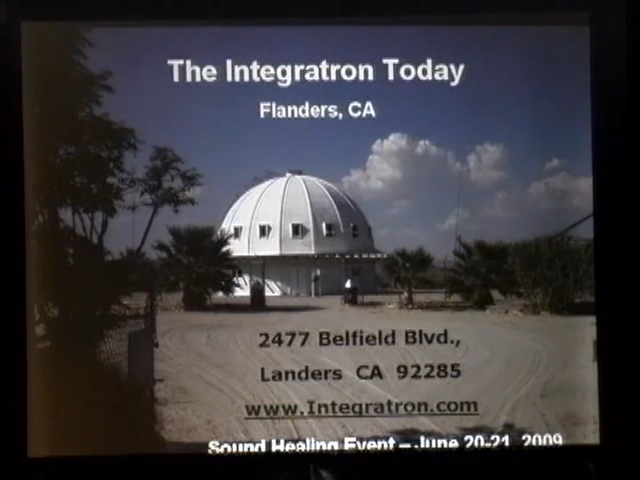 The Integratron Today
Flanders, CA
2477 Belfield Blvd.,
Landers CA 92285
www.Integratron.com
Sound Healing Event – June 20-21, 2009